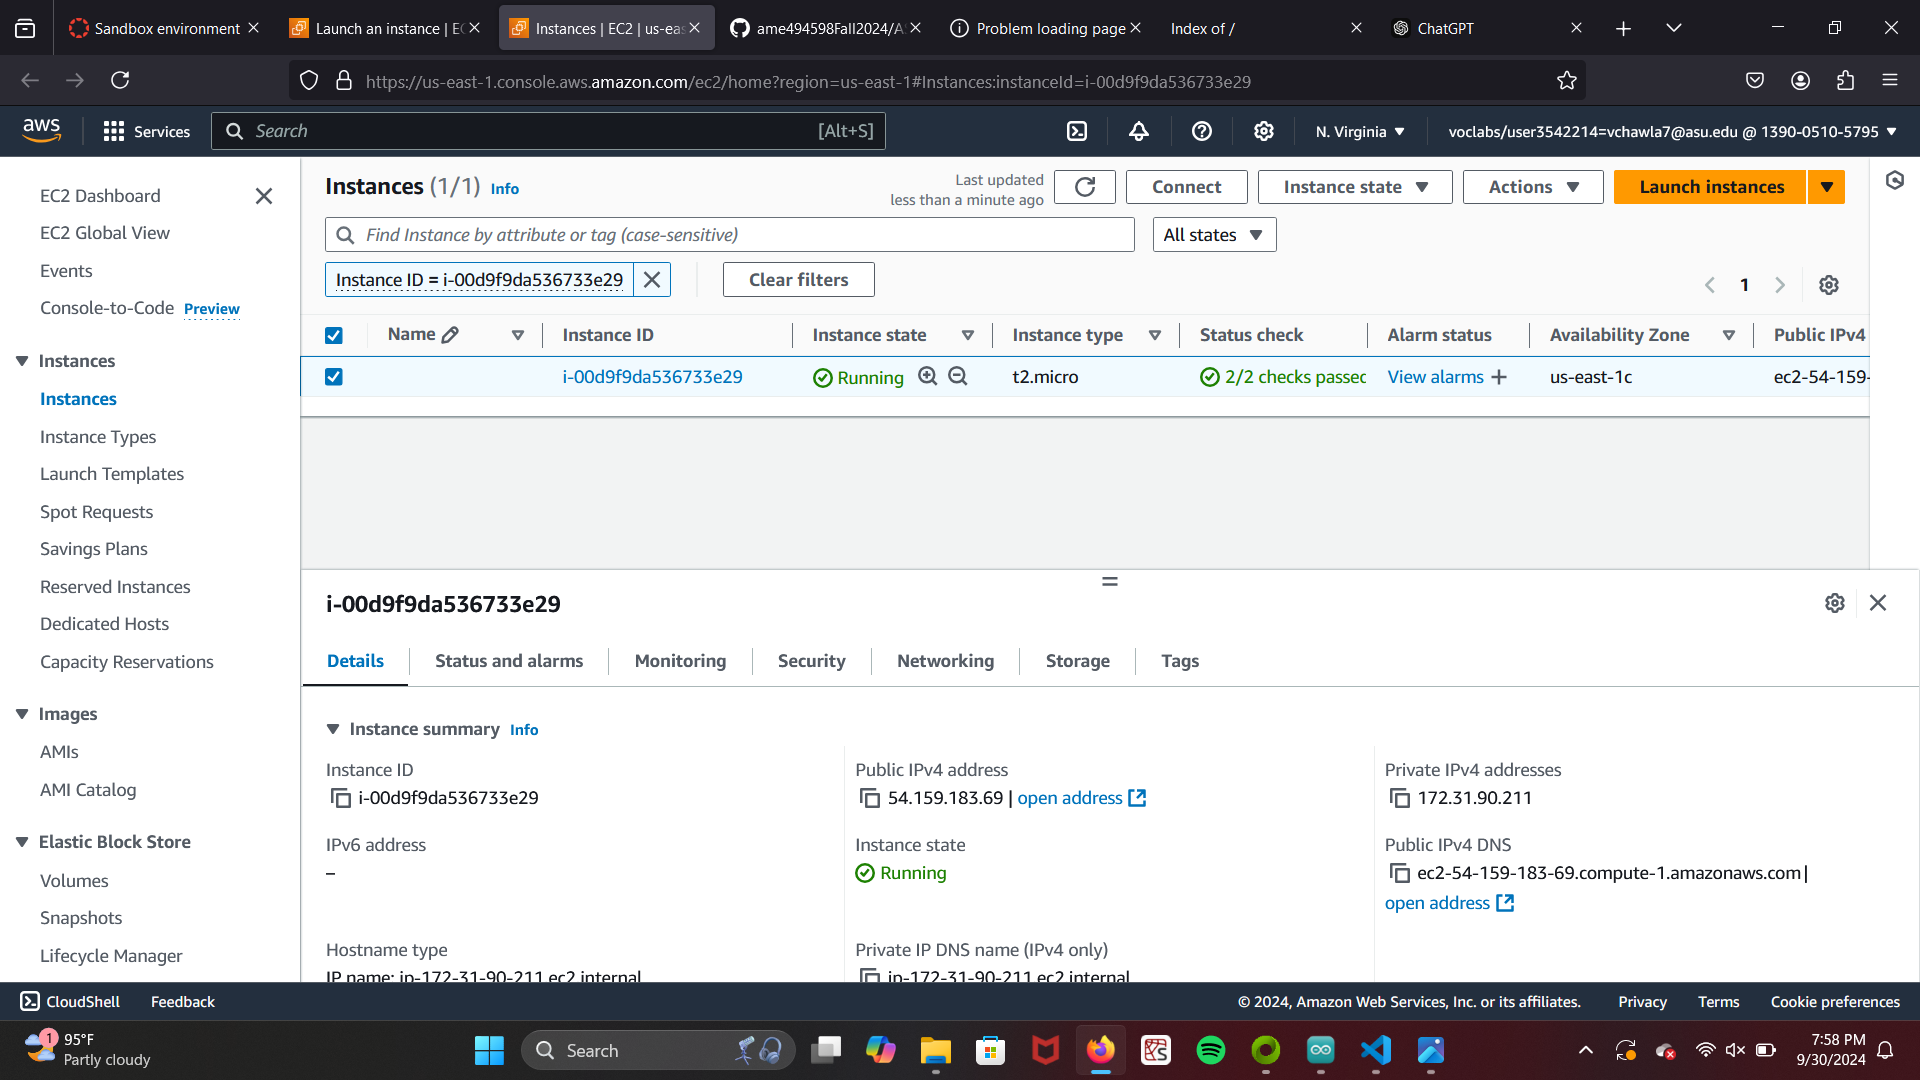 Sandbox environment
Launch an instance | EC
Instances | EC2 | us-eas
ame494598Fall2024/A
Problem loading page
Index of /
ChatGPT
https://us-east-1.console.aws.amazon.com/ec2/home?region=us-east-1#Instances:instanceId=i-00d9f9da536733e29
aws
Services
Search
[Alt+S]
N. Virginia
voclabs/user3542214=vchawla7@asu.edu @ 1390-0510-5795
EC2 Dashboard
EC2 Global View
Events
Console-to-Code Preview
Instances
Instances
Instance Types
Launch Templates
Spot Requests
Savings Plans
Reserved Instances
Dedicated Hosts
Capacity Reservations
Images
AMIs
AMI Catalog
Elastic Block Store
Volumes
Snapshots
Lifecycle Manager
Instances (1/1) Info
Last updated
less than a minute ago
Connect
Instance state
Actions
Launch instances
Find Instance by attribute or tag (case-sensitive)
All states
Instance ID = i-00d9f9da536733e29
Clear filters
1
Name
Instance ID
Instance state
Instance type
Status check
Alarm status
Availability Zone
Public IPv4
i-00d9f9da536733e29
Running
t2.micro
2/2 checks passed
View alarms +
us-east-1c
ec2-54-159-
i-00d9f9da536733e29
Details
Status and alarms
Monitoring
Security
Networking
Storage
Tags
Instance summary Info
Instance ID
i-00d9f9da536733e29
Public IPv4 address
54.159.183.69 | open address
Private IPv4 addresses
172.31.90.211
IPv6 address
–
Instance state
Running
Public IPv4 DNS
ec2-54-159-183-69.compute-1.amazonaws.com |
open address
Hostname type
IP name: ip-172-31-90-211.ec2.internal
Private IP DNS name (IPv4 only)
ip-172-31-90-211.ec2.internal
CloudShell
Feedback
© 2024, Amazon Web Services, Inc. or its affiliates.
Privacy
Terms
Cookie preferences
1
95°F
Partly cloudy
Search
7:58 PM
9/30/2024